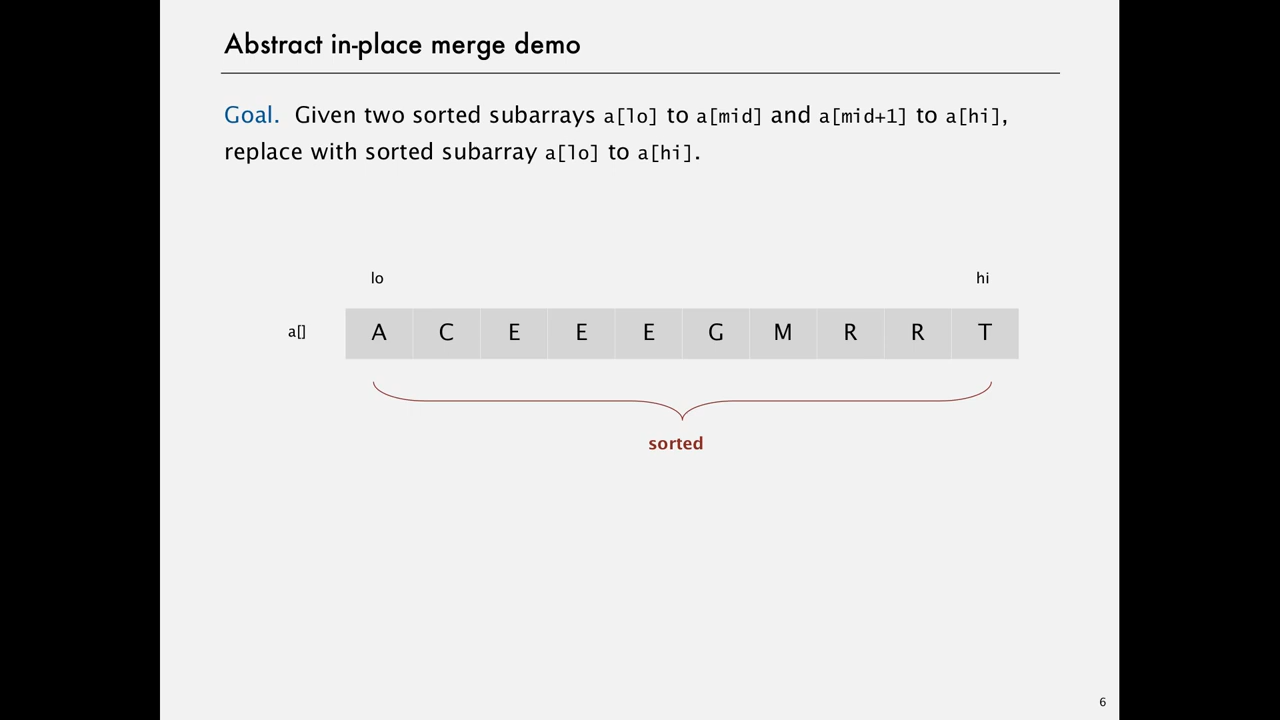 Abstract in-place merge demo
Goal. Given two sorted subarrays a[lo] to a[mid] and a[mid+1] to a[hi],
replace with sorted subarray a[lo] to a[hi].
lo hi
a[] A C E E E G M R R T
sorted
6